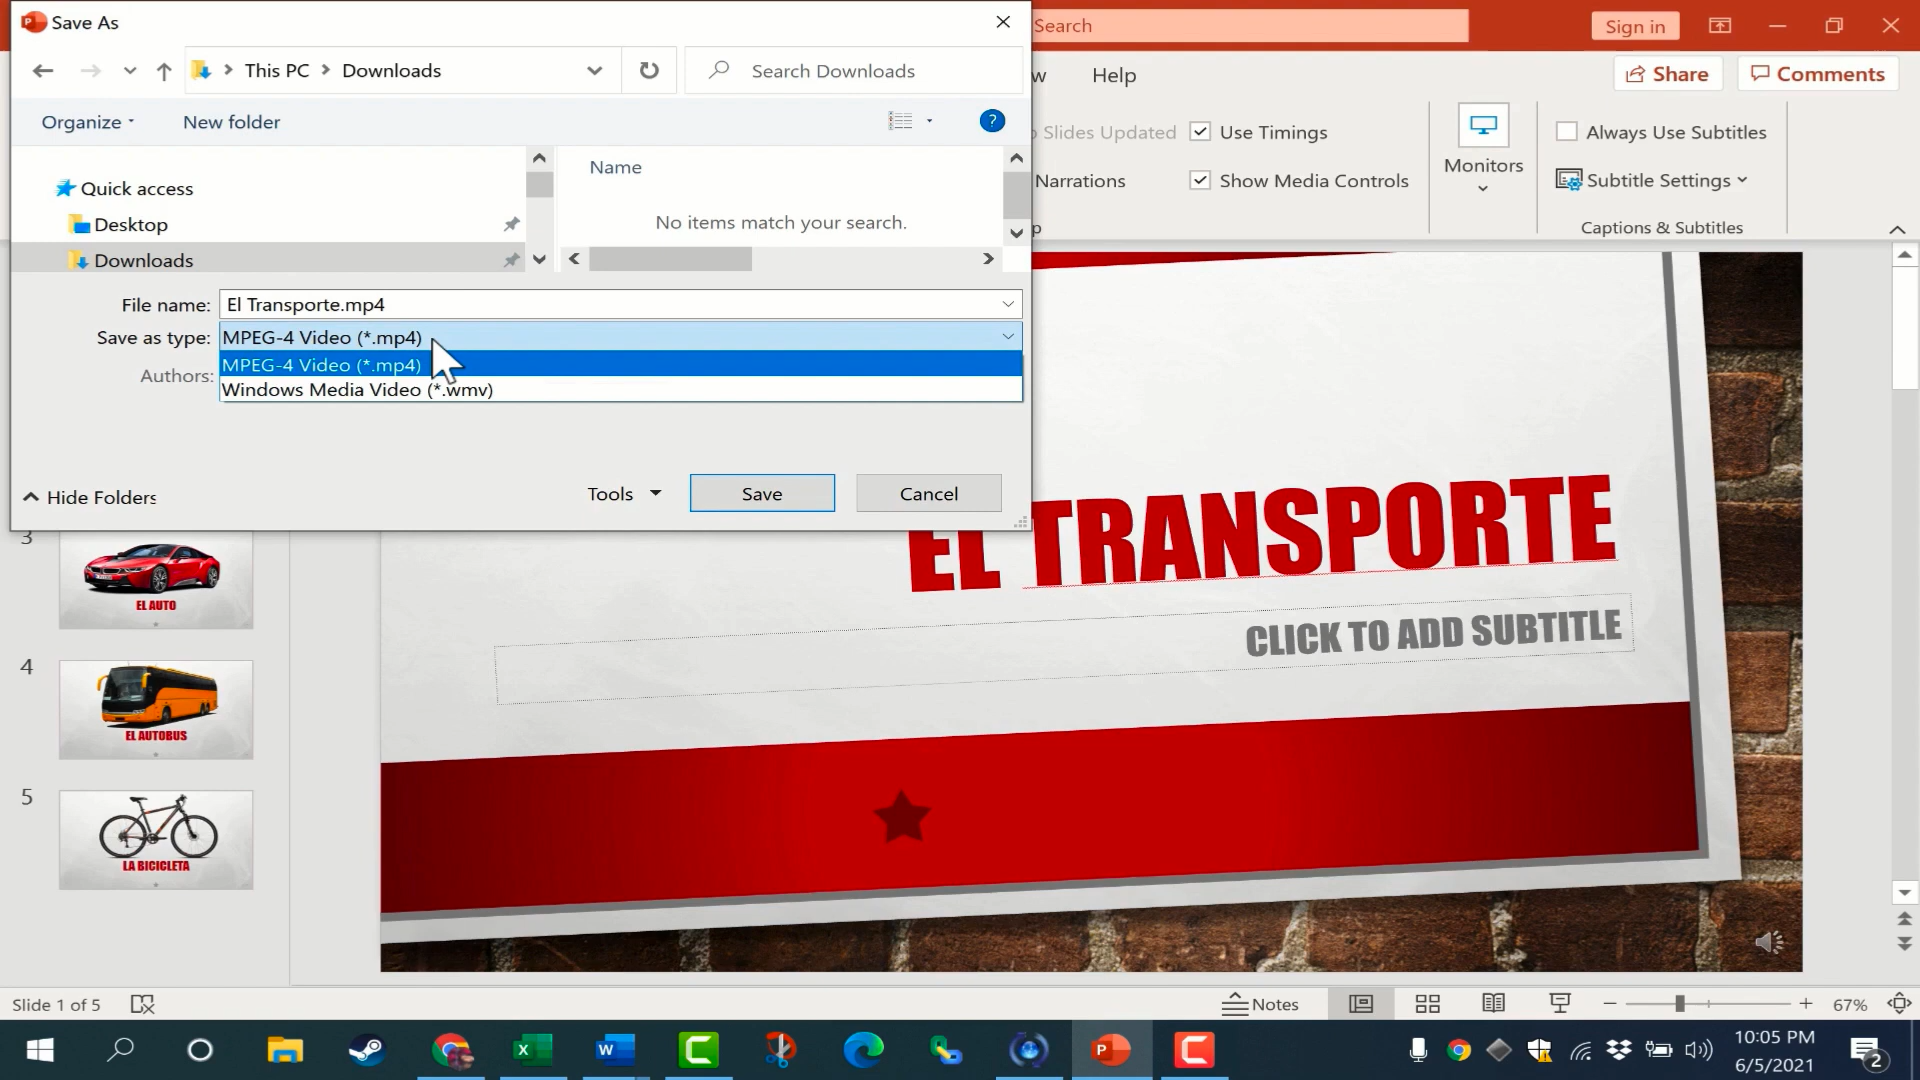 Save As
Search
Sign in
This PC
Downloads
Search Downloads
w
Help
Share
Comments
Organize
New folder
Slides Updated
Use Timings
Always Use Subtitles
Monitors
Narrations
Show Media Controls
Subtitle Settings
Captions & Subtitles
Name
Quick access
No items match your search.
Desktop
Downloads
File name:
El Transporte.mp4
Save as type:
MPEG-4 Video (*.mp4)
MPEG-4 Video (*.mp4)
Authors:
Windows Media Video (*.wmv)
Hide Folders
Tools
Save
Cancel
3
EL AUTO
4
EL AUTOBUS
5
LA BICICLETA
EL TRANSPORTE
CLICK TO ADD SUBTITLE
Slide 1 of 5
Notes
67%
10:05 PM
6/5/2021
2